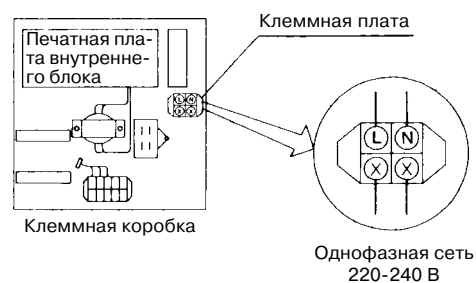 Клеммная плата
Печатная пла-
та внутренне-
го блока
L N
X X
L N
X X
Клеммная коробка
Однофазная сеть
220-240 В